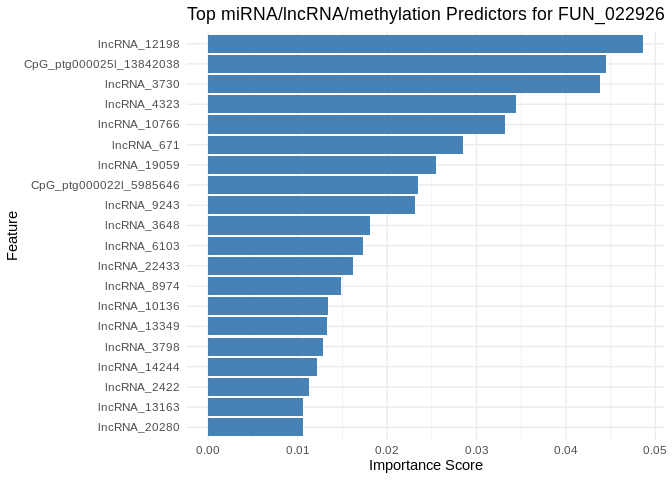 Top miRNA/lncRNA/methylation Predictors for FUN_022926
lncRNA_12198
CpG_ptg000025l_13842038
lncRNA_3730
lncRNA_4323
lncRNA_10766
lncRNA_671
lncRNA_19059
CpG_ptg000022l_5985646
lncRNA_9243
lncRNA_3648
lncRNA_6103
lncRNA_22433
lncRNA_8974
lncRNA_10136
lncRNA_13349
lncRNA_3798
lncRNA_14244
lncRNA_2422
lncRNA_13163
lncRNA_20280
Feature
0.00 0.01 0.02 0.03 0.04 0.05
Importance Score